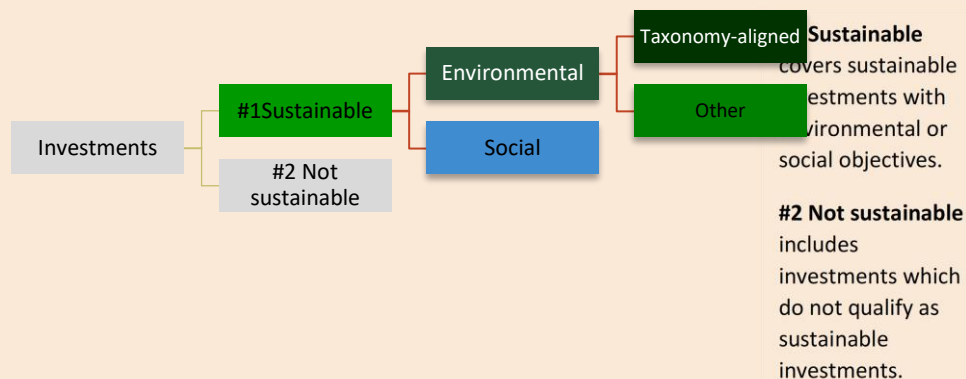 Investments
#1Sustainable
#2 Not
sustainable
Environmental
Social
Taxonomy-aligned
Other
Sustainable
covers sustainable
with
or
social objectives.
#2 Not sustainable
includes
investments which
do not qualify as
sustainable
investments.